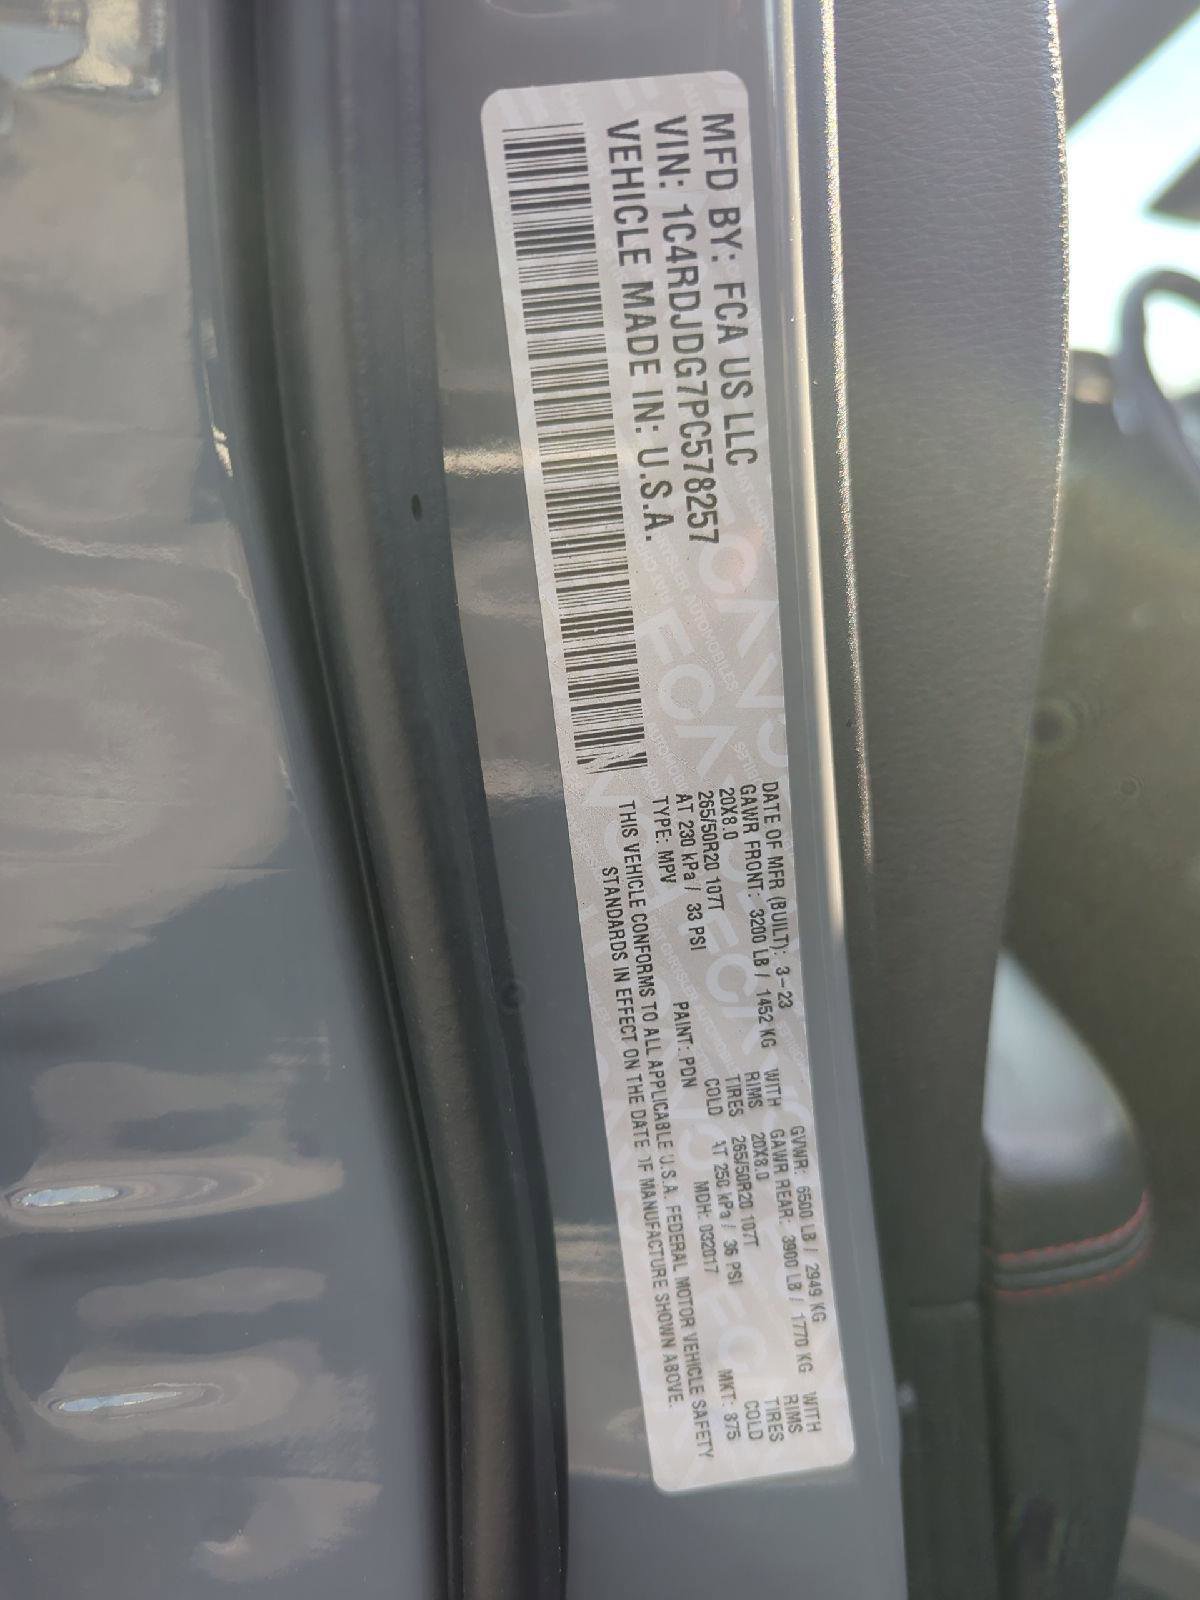 MFD BY: FCA US LLC
VIN: 1C4RDJDG7PC578257
VEHICLE MADE IN: U.S.A.
DATE OF MFR (BUILT): 3-23 GVWR: 6500 LB / 2949 KG
GAWR FRONT: 3200 LB / 1452 KG WITH GAWR REAR: 3900 LB / 1770 KG WITH
20X8.0 RIMS 20X8.0 RIMS
265/50R20 107T TIRES 265/50R20 107T TIRES
AT 230 kPa / 33 PSI COLD AT 250 kPa / 36 PSI COLD
TYPE: MPV PAINT: PDN MDH: 032017 MKT: 875
THIS VEHICLE CONFORMS TO ALL APPLICABLE U.S.A. FEDERAL MOTOR VEHICLE SAFETY
STANDARDS IN EFFECT ON THE DATE OF MANUFACTURE SHOWN ABOVE.